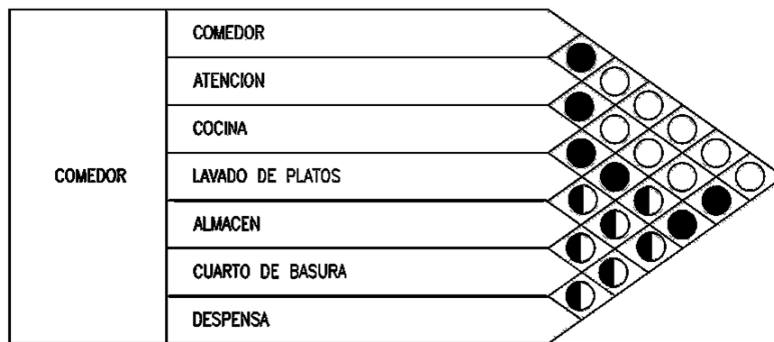 COMEDOR
ATENCION
COCINA
COMEDOR
LAVADO DE PLATOS
ALMACEN
CUARTO DE BASURA
DESPENSA